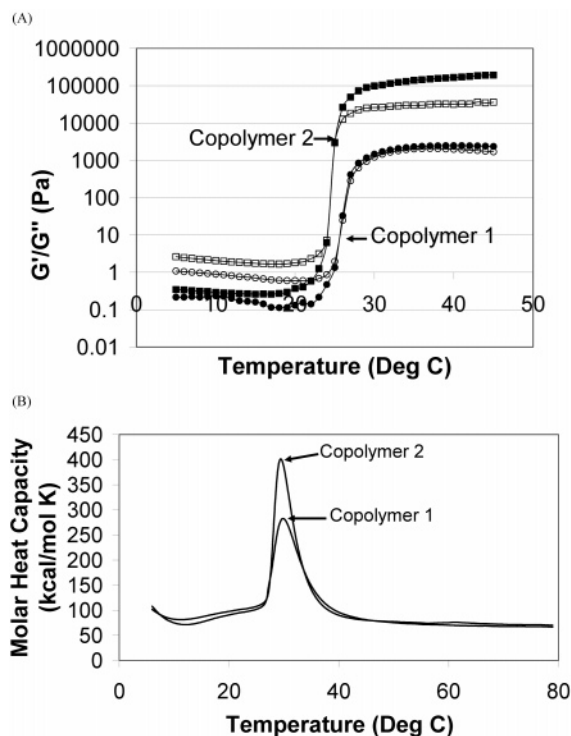 (A)
1000000
100000
10000
1000
100
10
1
0.1
0.01
G'/G" (Pa)
Copolymer 2
Copolymer 1
0 10 20 30 40 50
Temperature (Deg C)
(B)
450
400
350
300
250
200
150
100
50
0
Molar Heat Capacity
(kcal/mol K)
Copolymer 2
Copolymer 1
0 20 40 60 80
Temperature (Deg C)